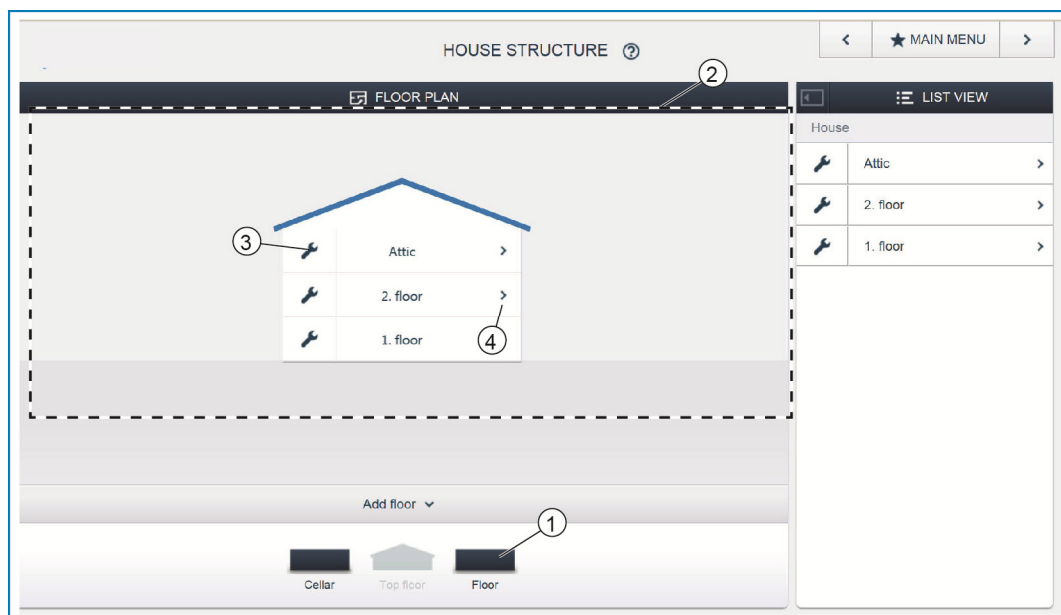 HOUSE STRUCTURE ?
MAIN MENU
2
FLOOR PLAN
LIST VIEW
House
Attic
2. floor
1. floor
3
Attic
2. floor
4
1. floor
Add floor
1
Cellar
Top floor
Floor